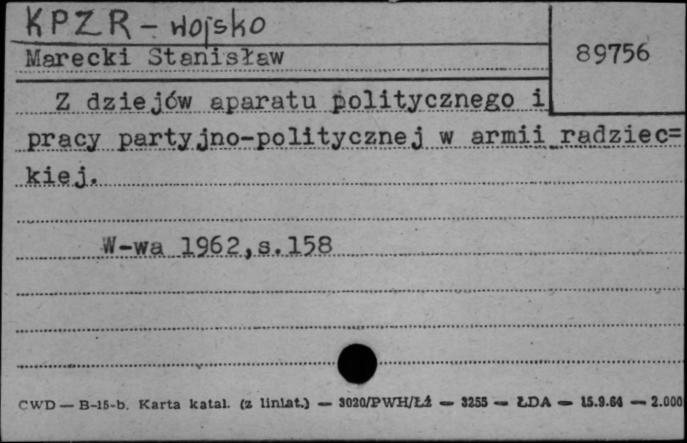 KPZR - wojsko
89756
Marecki Stanisław
Z dziejów aparatu politycznego i
pracy partyjno-politycznej w armii radziec=
kiej.
W-wa 1962,s.158
CWD — B-15-b. Karta katal. (z liniat.) — 3020/PWH/Łź — 3255 — ŁDA — 15.9.64 — 2.000